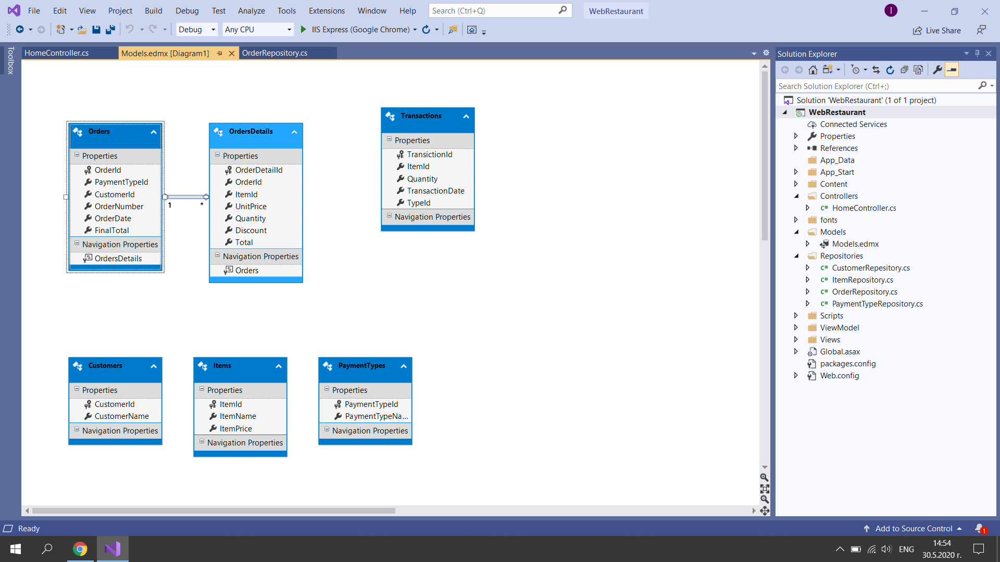 File Edit View Project Build Debug Test Analyze Tools Extensions Window Help Search (Ctrl+Q) WebRestaurant I
Debug Any CPU IIS Express (Google Chrome) Live Share
Toolbox
HomeController.cs Models.edmx [Diagram1] OrderRepository.cs
Orders
Properties
OrderId
PaymentTypeId
CustomerId
OrderNumber
OrderDate
FinalTotal
Navigation Properties
OrdersDetails
1 *
OrdersDetails
Properties
OrderDetailId
OrderId
ItemId
UnitPrice
Quantity
Discount
Total
Navigation Properties
Orders
Transactions
Properties
TransictionId
ItemId
Quantity
TransactionDate
TypeId
Navigation Properties
Customers
Properties
CustomerId
CustomerName
Navigation Properties
Items
Properties
ItemId
ItemName
ItemPrice
Navigation Properties
PaymentTypes
Properties
PaymentTypeId
PaymentTypeNa...
Navigation Properties
Solution Explorer
Search Solution Explorer (Ctrl+;)
Solution 'WebRestaurant' (1 of 1 project)
WebRestaurant
Connected Services
Properties
References
App_Data
App_Start
Content
Controllers
C# HomeController.cs
fonts
Models
Models.edmx
Repositories
C# CustomerRepesitory.cs
C# ItemRepository.cs
C# OrderRepository.cs
C# PaymentTypeRepository.cs
Scripts
ViewModel
Views
Global.asax
packages.config
Web.config
Ready Add to Source Control 1
ENG 14:54
30.5.2020 г.